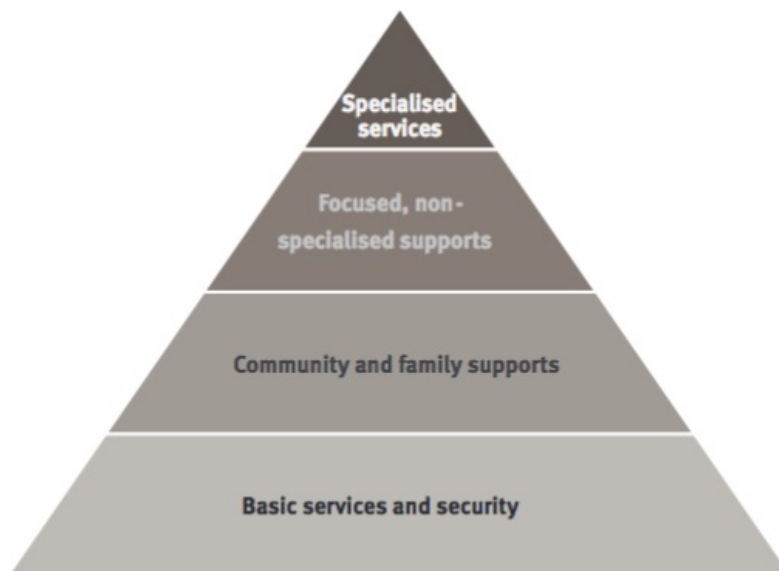 Specialised
services
Focused, non-
specialised supports
Community and family supports
Basic services and security